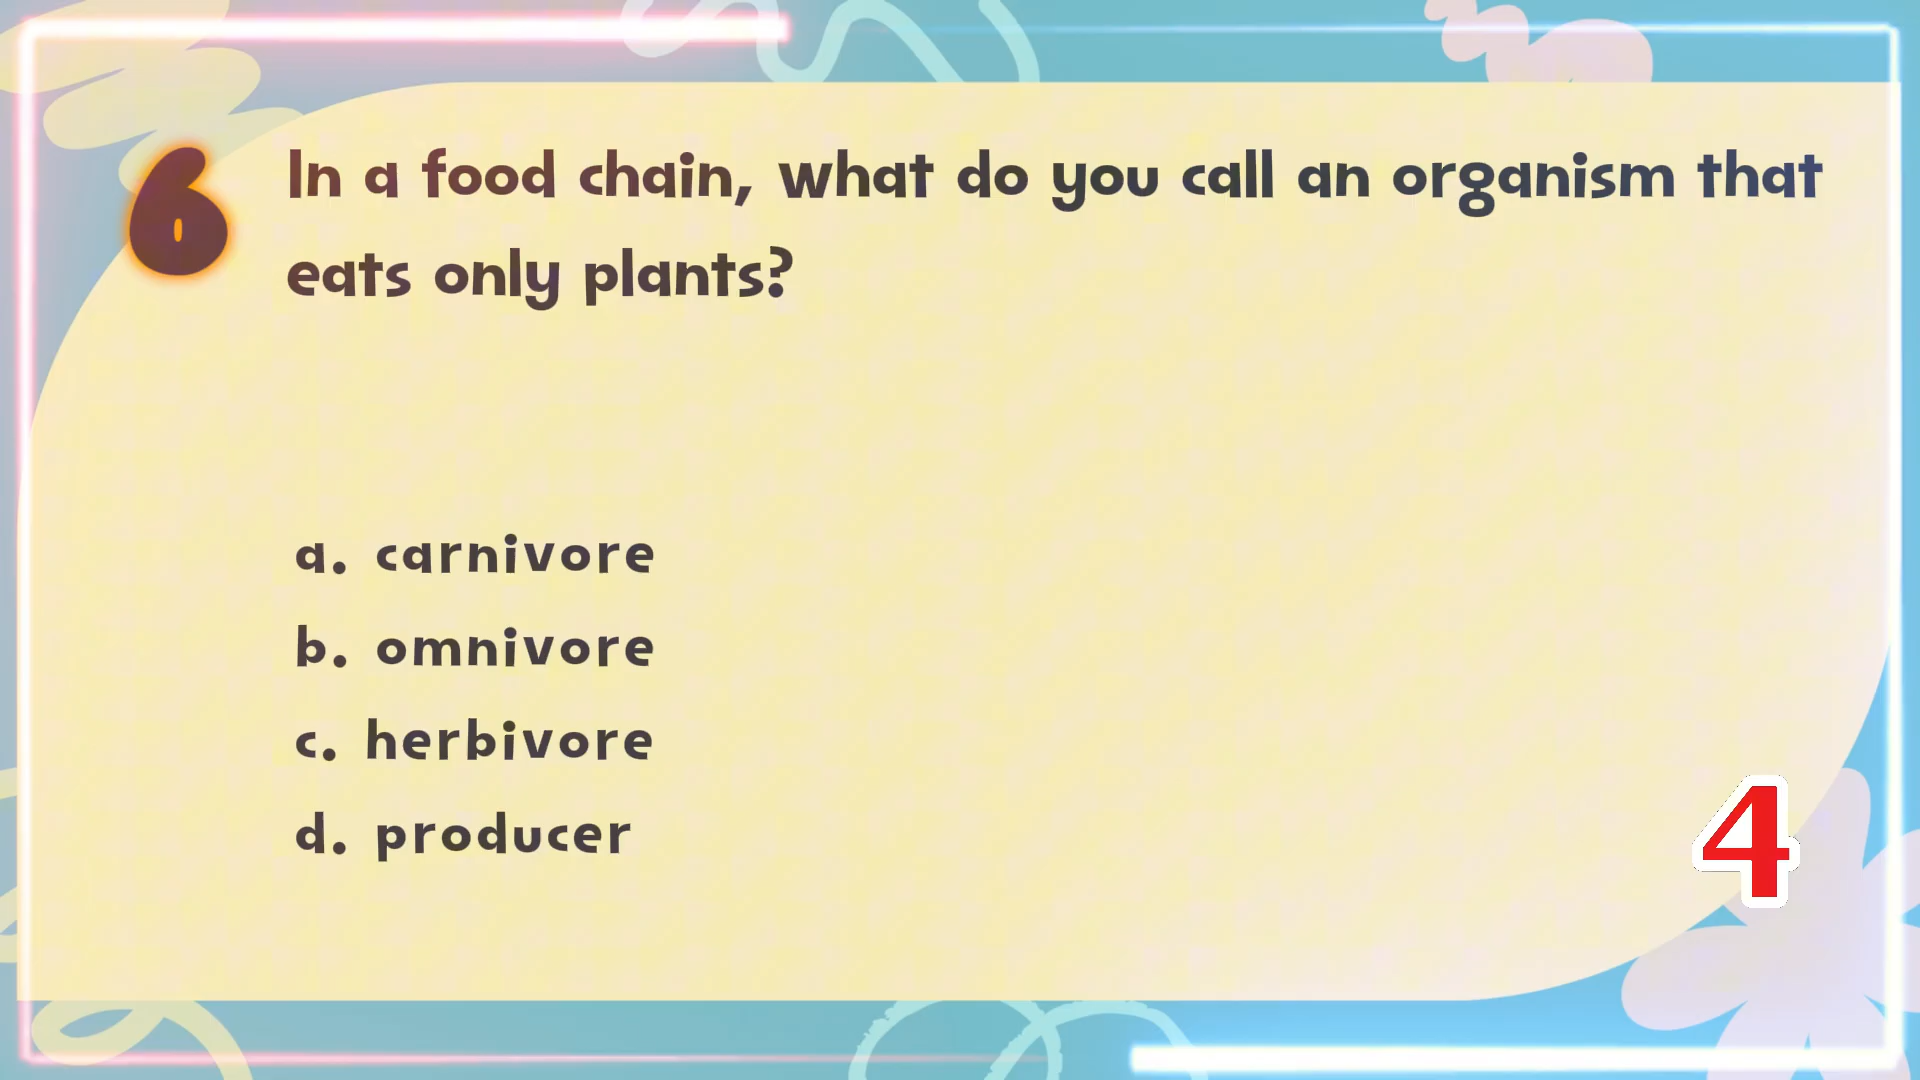 6
In a food chain, what do you call an organism that
eats only plants?
a. carnivore
b. omnivore
c. herbivore
d. producer
4